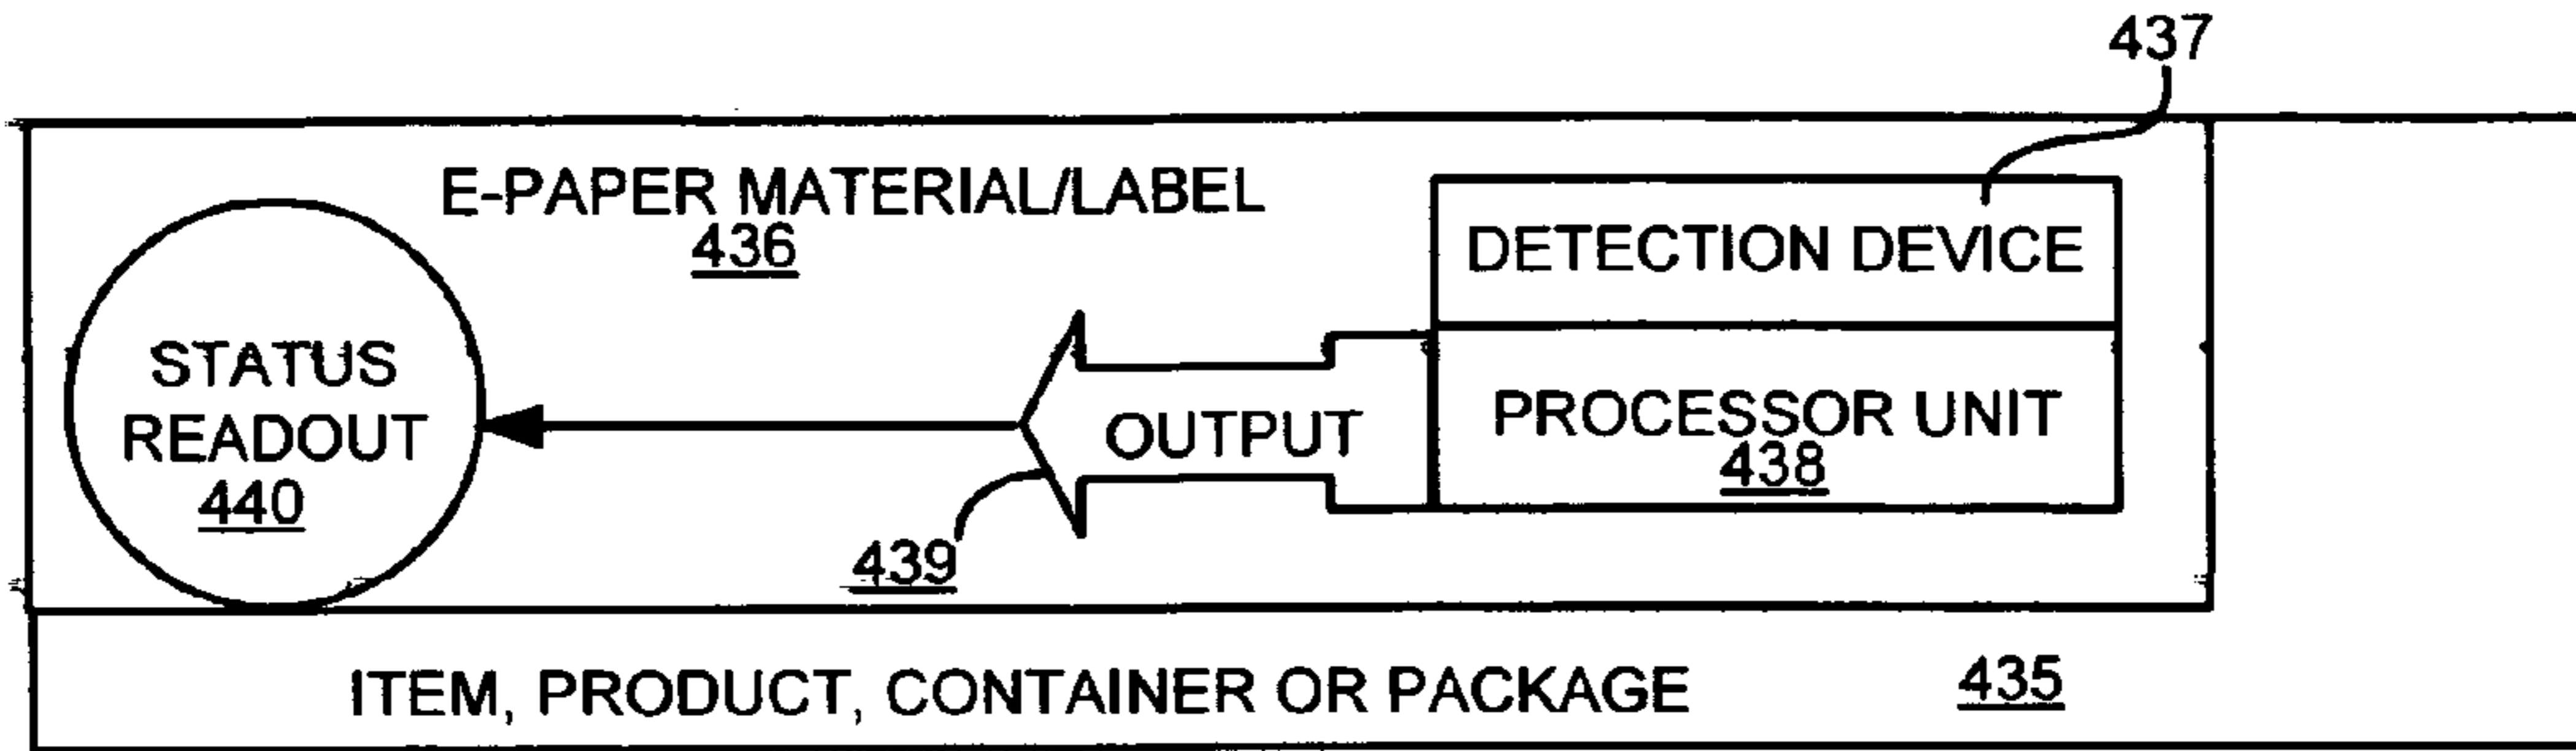 437
E-PAPER MATERIAL/LABEL
436
DETECTION DEVICE
STATUS
READOUT
440
OUTPUT
439
PROCESSOR UNIT
438
ITEM, PRODUCT, CONTAINER OR PACKAGE 435